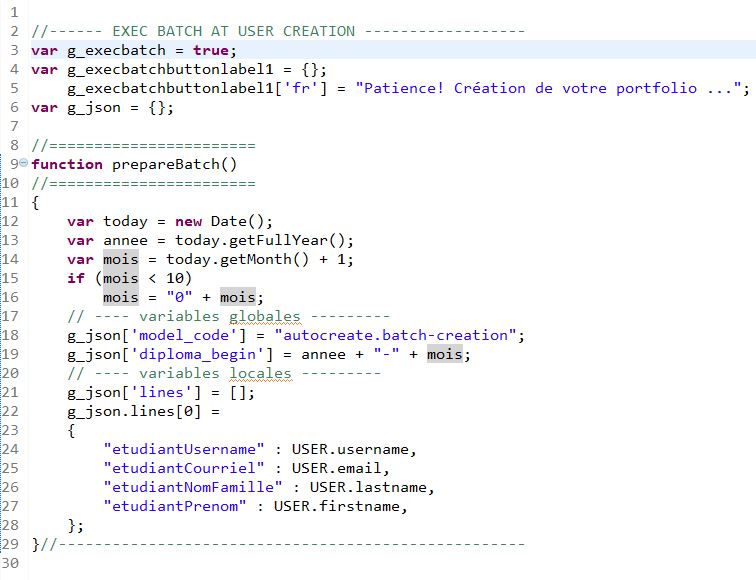 1
2 //------ EXEC BATCH AT USER CREATION ------------------
3 var g_execbatch = true;
4 var g_execbatchbuttonlabel1 = {};
5     g_execbatchbuttonlabel1['fr'] = "Patience! Création de votre portfolio ...";
6 var g_json = {};
7
8 //=======================
9 function prepareBatch()
10 //=======================
11 {
12     var today = new Date();
13     var annee = today.getFullYear();
14     var mois = today.getMonth() + 1;
15     if (mois < 10)
16         mois = "0" + mois;
17     // ---- variables globales ---------
18     g_json['model_code'] = "autocreate.batch-creation";
19     g_json['diploma_begin'] = annee + "-" + mois;
20     // ---- variables locales ---------
21     g_json['lines'] = [];
22     g_json.lines[0] =
23     {
24         "etudiantUsername" : USER.username,
25         "etudiantCourriel" : USER.email,
26         "etudiantNomFamille" : USER.lastname,
27         "etudiantPrenom" : USER.firstname,
28     };
29 }//----------------------------------------------------
30